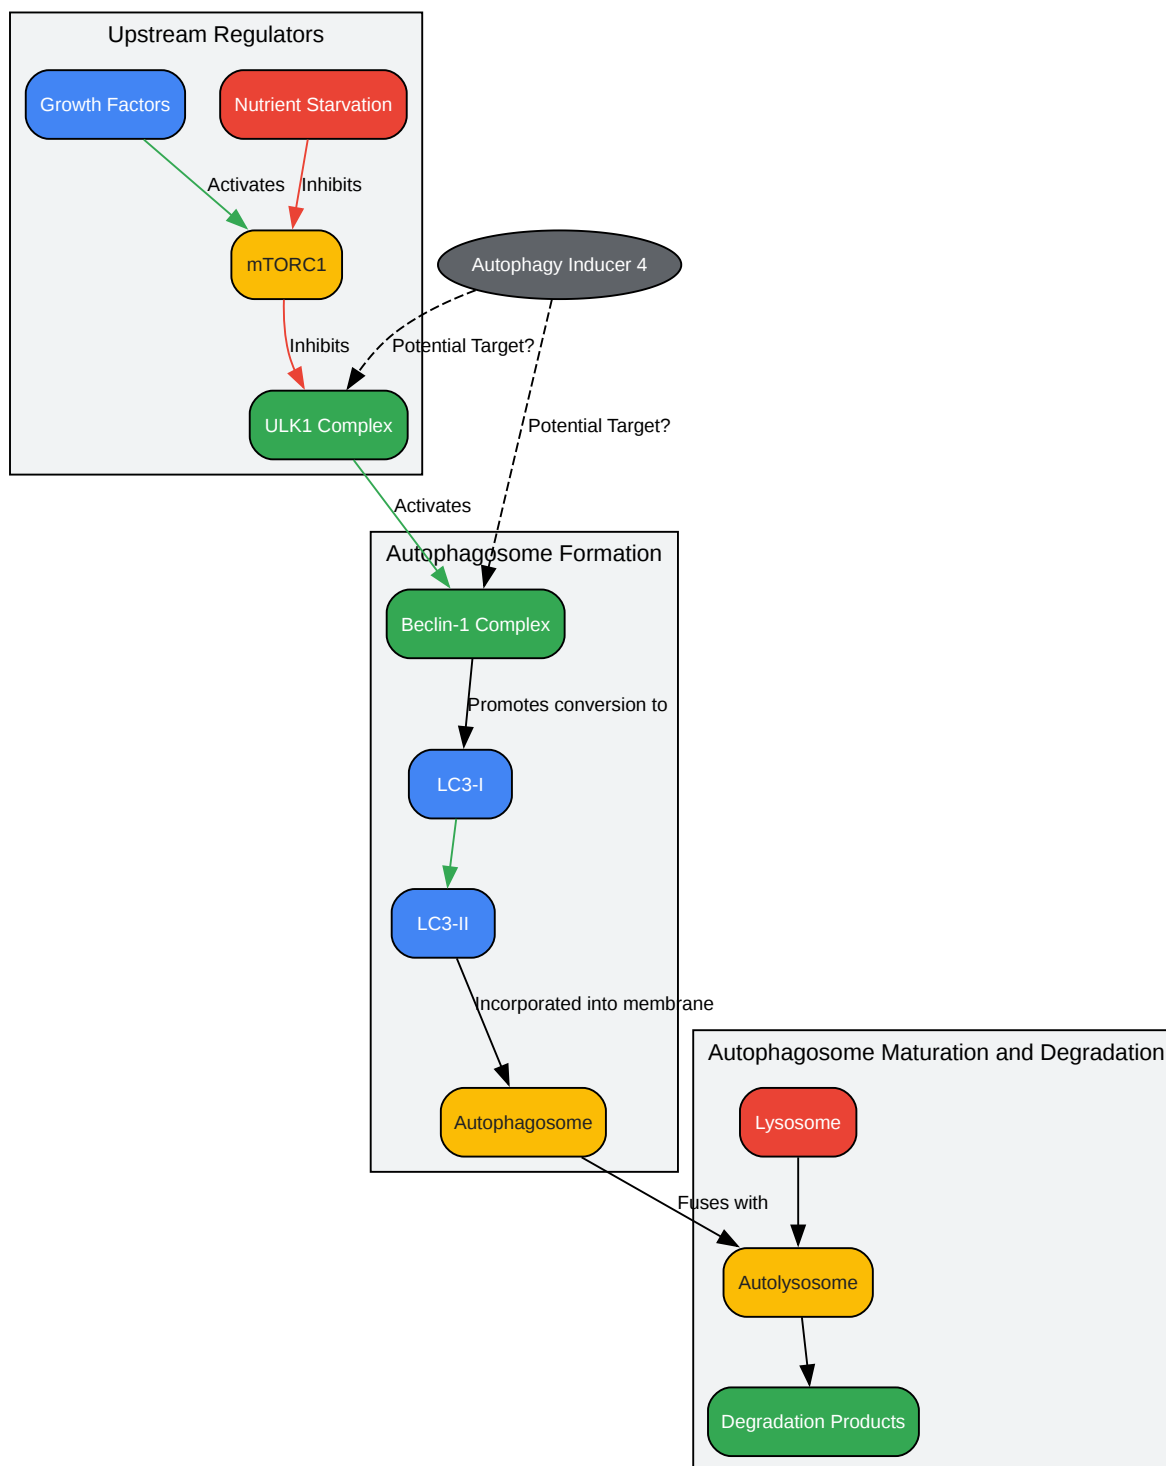 Upstream Regulators
Growth Factors
Nutrient Starvation
Activates
Inhibits
mTORC1
Autophagy Inducer 4
Inhibits
Potential Target?
ULK1 Complex
Potential Target?
Activates
Autophagosome Formation
Beclin-1 Complex
Promotes conversion to
LC3-I
LC3-II
Incorporated into membrane
Autophagosome Maturation and Degradation
Autophagosome
Lysosome
Fuses with
Autolysosome
Degradation Products